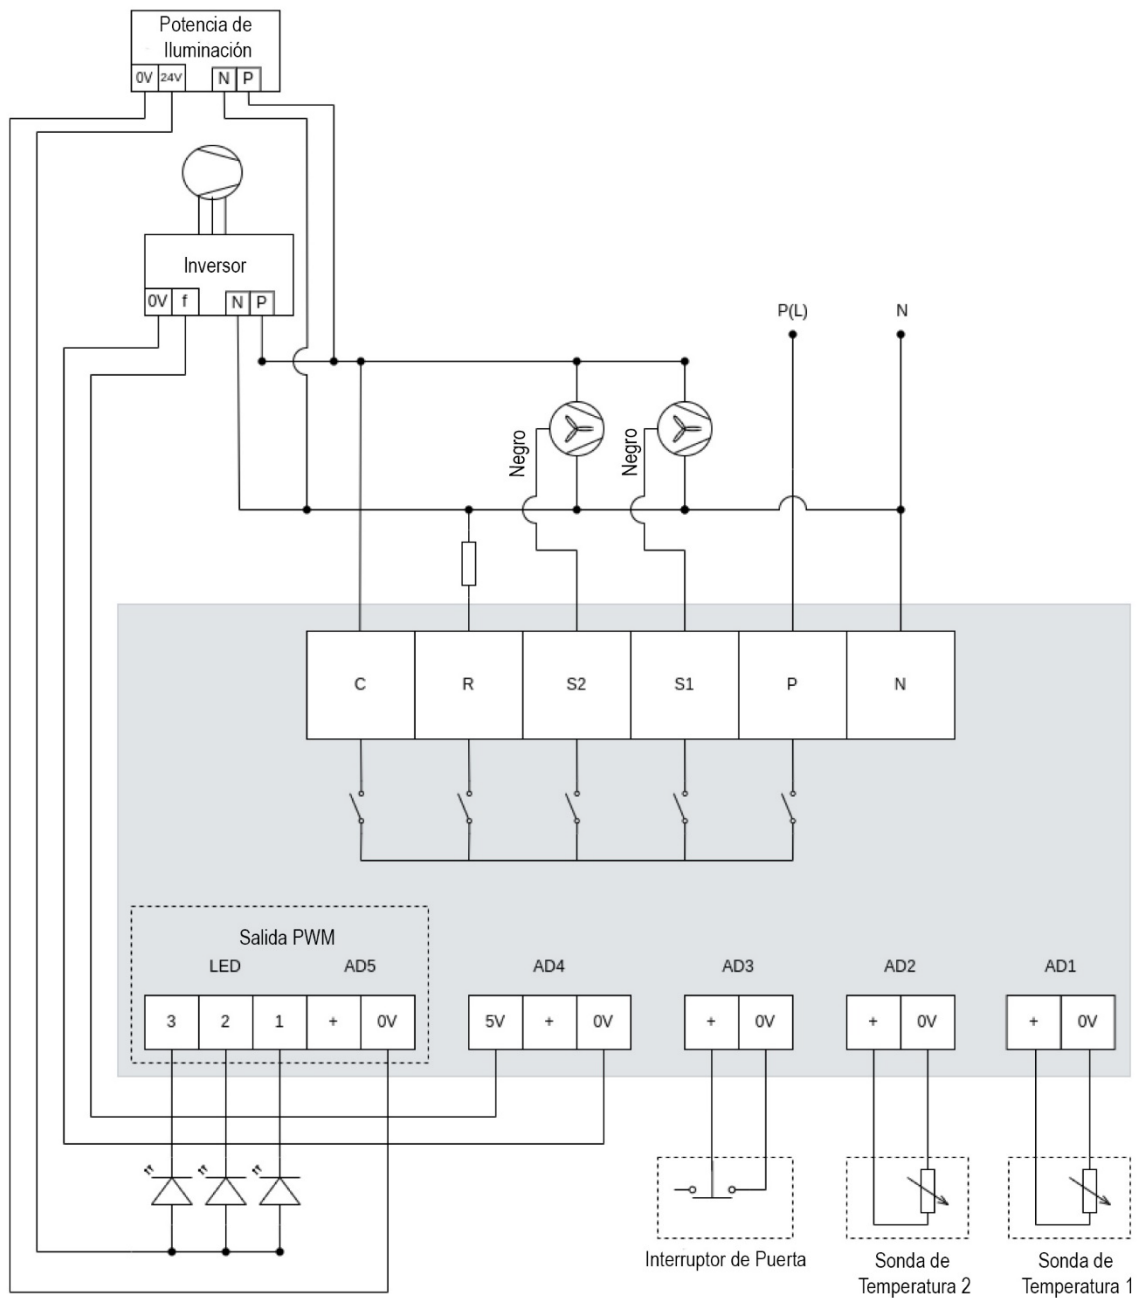 Potencia de
Iluminación
0V 24V N P
Inversor
0V f N P
P(L) N
Negro Negro
C R S2 S1 P N
Salida PWM
LED AD5 AD4 AD3 AD2 AD1
3 2 1 + 0V 5V + 0V + 0V + 0V + 0V
Interruptor de Puerta
Sonda de
Temperatura 2
Sonda de
Temperatura 1